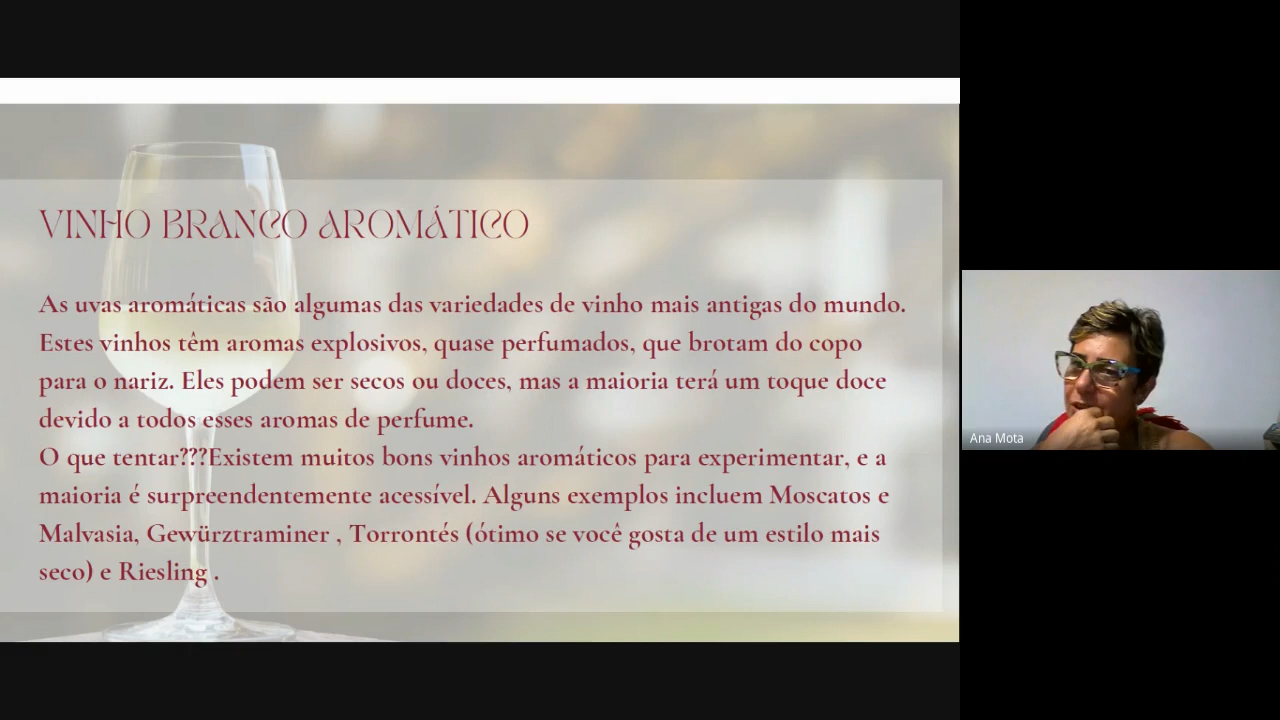 VINHO BRANCO AROMÁTICO
As uvas aromáticas são algumas das variedades de vinho mais antigas do mundo.
Estes vinhos têm aromas explosivos, quase perfumados, que brotam do copo
para o nariz. Eles podem ser secos ou doces, mas a maioria terá um toque doce
devido a todos esses aromas de perfume.
O que tentar???Existem muitos bons vinhos aromáticos para experimentar, e a
maioria é surpreendentemente acessível. Alguns exemplos incluem Moscatos e
Malvasia, Gewürztraminer , Torrontés (ótimo se você gosta de um estilo mais
seco) e Riesling .
Ana Mota